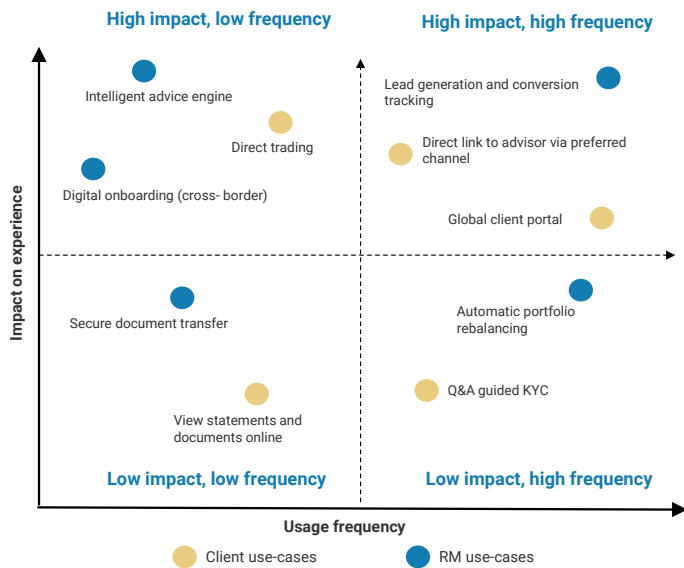 High impact, low frequency
High impact, high frequency
Intelligent advice engine
Lead generation and conversion
tracking
Direct trading
Direct link to advisor via preferred
channel
Digital onboarding (cross- border)
Global client portal
Impact on experience
Secure document transfer
Automatic portfolio
rebalancing
View statements and
documents online
Q&A guided KYC
Low impact, low frequency
Low impact, high frequency
Usage frequency
Client use-cases
RM use-cases